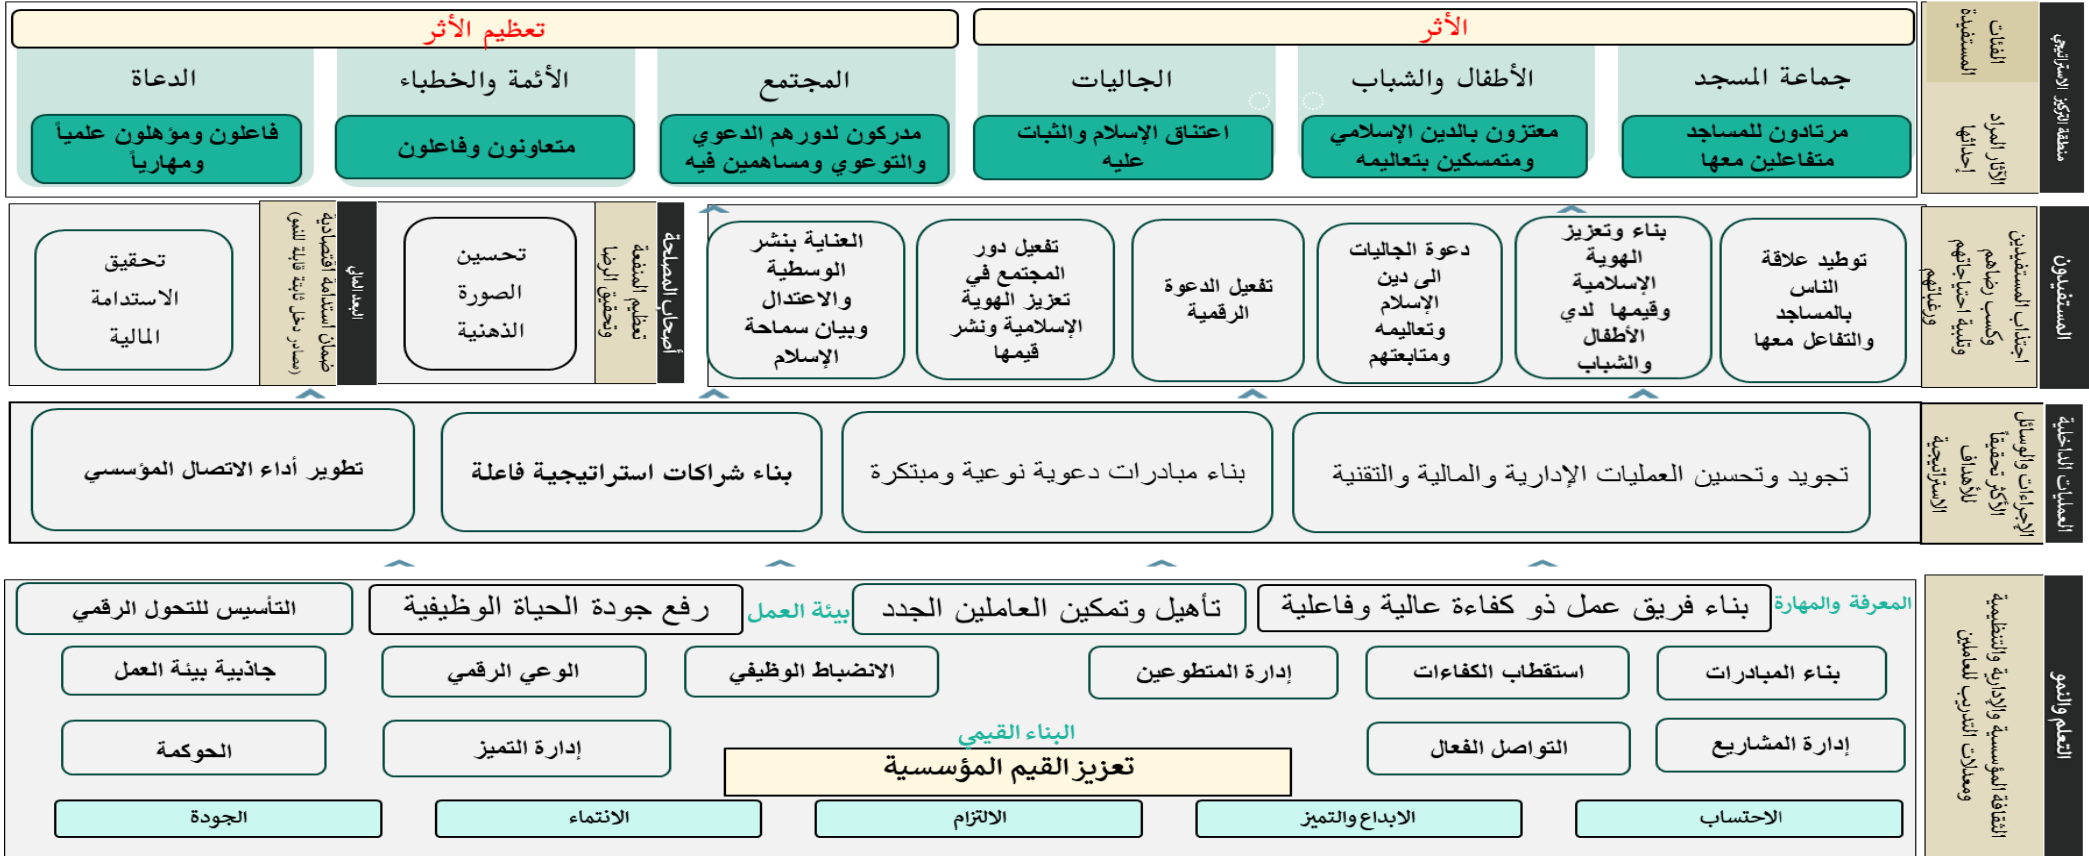 منطقة التركيز الاستراتيجي
الفئات
المستفيدة
الأثر
تعظيم الأثر
جماعة المسجد
الأطفال والشباب
الجاليات
المجتمع
الأئمة والخطباء
الدعاة
الآثار المراد
إحداثها
مرتادون للمساجد
متفاعلين معها
معتزون بالدين الإسلامي
ومتمسكين بتعاليمه
اعتناق الإسلام والثبات
عليه
مدركون لدورهم الدعوي
والتوعوي ومساهمين فيه
متعاونون وفاعلون
فاعلون ومؤهلون علمياً
ومهارياً
المستفيدون
اجتذاب المستفيدين
وكسب رضاهم
وتلبية احتياجاتهم
ورغباتهم
توطيد علاقة
الناس
بالمساجد
والتفاعل معها
بناء وتعزيز
الهوية
الإسلامية
وقيمها لدي
الأطفال
والشباب
دعوة الجاليات
الى دين
الإسلام
وتعاليمه
ومتابعتهم
تفعيل الدعوة
الرقمية
تفعيل دور
المجتمع في
تعزيز الهوية
الإسلامية ونشر
قيمها
العناية بنشر
الوسطية
والاعتدال
وبيان سماحة
الإسلام
أصحاب المصلحة
تعظيم المنفعة
وتحقيق الرضا
تحسين
الصورة
الذهنية
البعد المالي
ضمان استدامة اقتصادية
(مصادر دخل ثابتة قابلة للنمو)
تحقيق
الاستدامة
المالية
العمليات الداخلية
الإجراءات والوسائل
الأكثر تحقيقاً
للأهداف
الاستراتيجية
تجويد وتحسين العمليات الإدارية والمالية والتقنية
بناء مبادرات دعوية نوعية ومبتكرة
بناء شراكات استراتيجية فاعلة
تطوير أداء الاتصال المؤسسي
التعلم والنمو
الثقافة المؤسسية والإدارية والتنظيمية
ومعدلات التدريب للعاملين
المعرفة والمهارة
بناء فريق عمل ذو كفاءة عالية وفاعلية
تأهيل وتمكين العاملين الجدد
بيئة العمل
رفع جودة الحياة الوظيفية
التأسيس للتحول الرقمي
بناء المبادرات
استقطاب الكفاءات
إدارة المتطوعين
الانضباط الوظيفي
الوعي الرقمي
جاذبية بيئة العمل
إدارة المشاريع
التواصل الفعال
إدارة التميز
الحوكمة
البناء القيمي
تعزيز القيم المؤسسية
الاحتساب
الابداع والتميز
الالتزام
الانتماء
الجودة